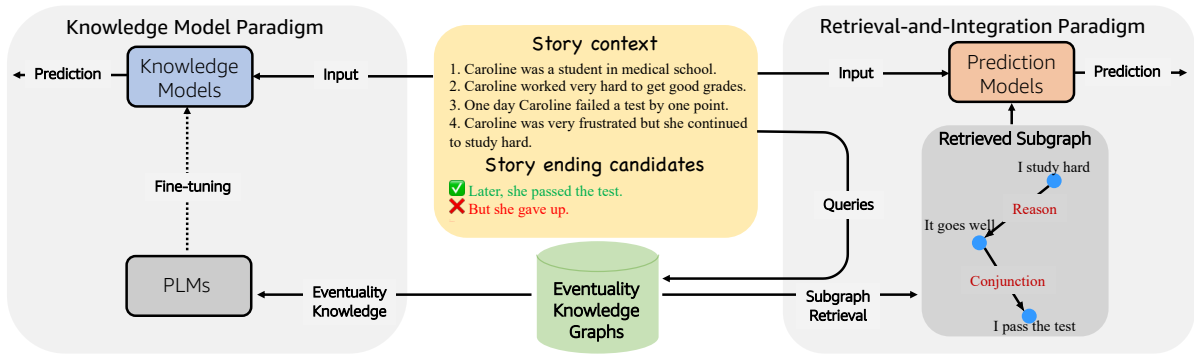 Knowledge Model Paradigm
Prediction
Knowledge
Models
Input
Fine-tuning
PLMs
Eventuality
Knowledge
Story context
1. Caroline was a student in medical school.
2. Caroline worked very hard to get good grades.
3. One day Caroline failed a test by one point.
4. Caroline was very frustrated but she continued
to study hard.
Story ending candidates
Later, she passed the test.
But she gave up.
Eventuality
Knowledge
Graphs
Retrieval-and-Integration Paradigm
Input
Prediction
Models
Prediction
Queries
Subgraph
Retrieval
Retrieved Subgraph
I study hard
Reason
It goes well
Conjunction
I pass the test